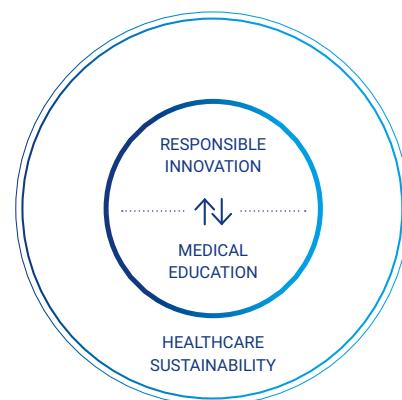 RESPONSIBLE
INNOVATION
MEDICAL
EDUCATION
HEALTHCARE
SUSTAINABILITY